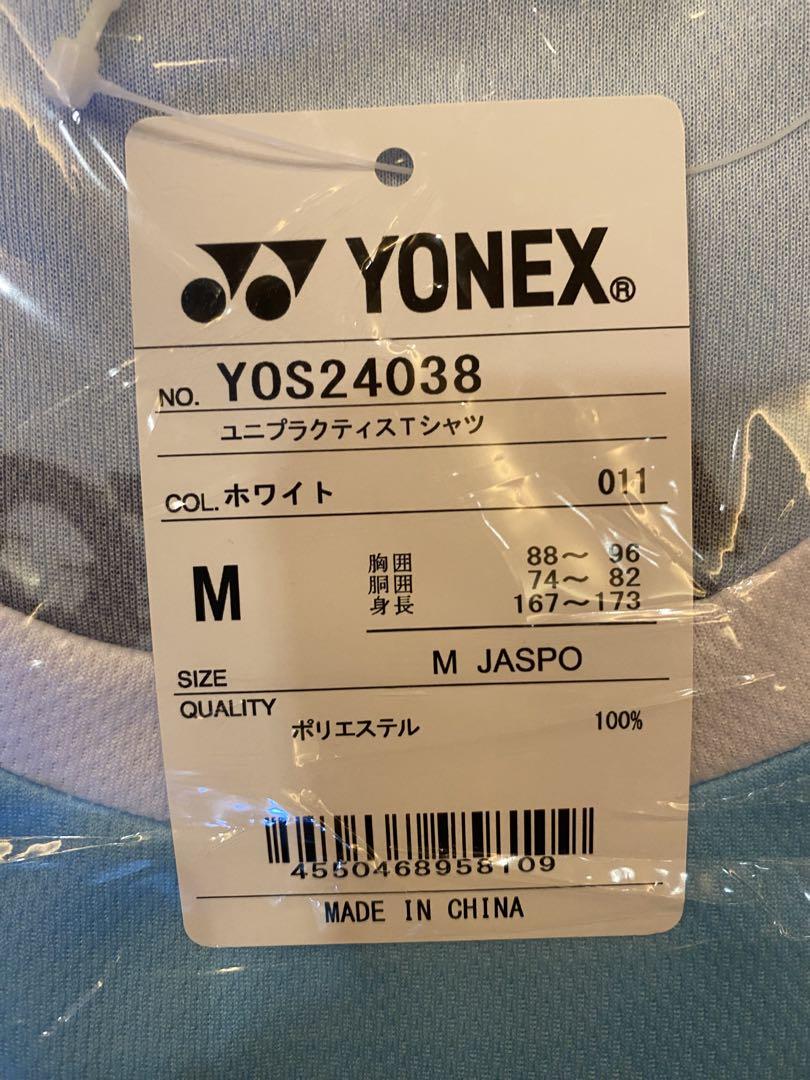 YONEX®
NO. YOS24038
ユニプラクティスTシャツ
COL. ホワイト 011
M
胸囲 88～ 96
胴囲 74～ 82
身長 167～173
SIZE M JASPO
QUALITY ポリエステル 100%
4550468958109
MADE IN CHINA